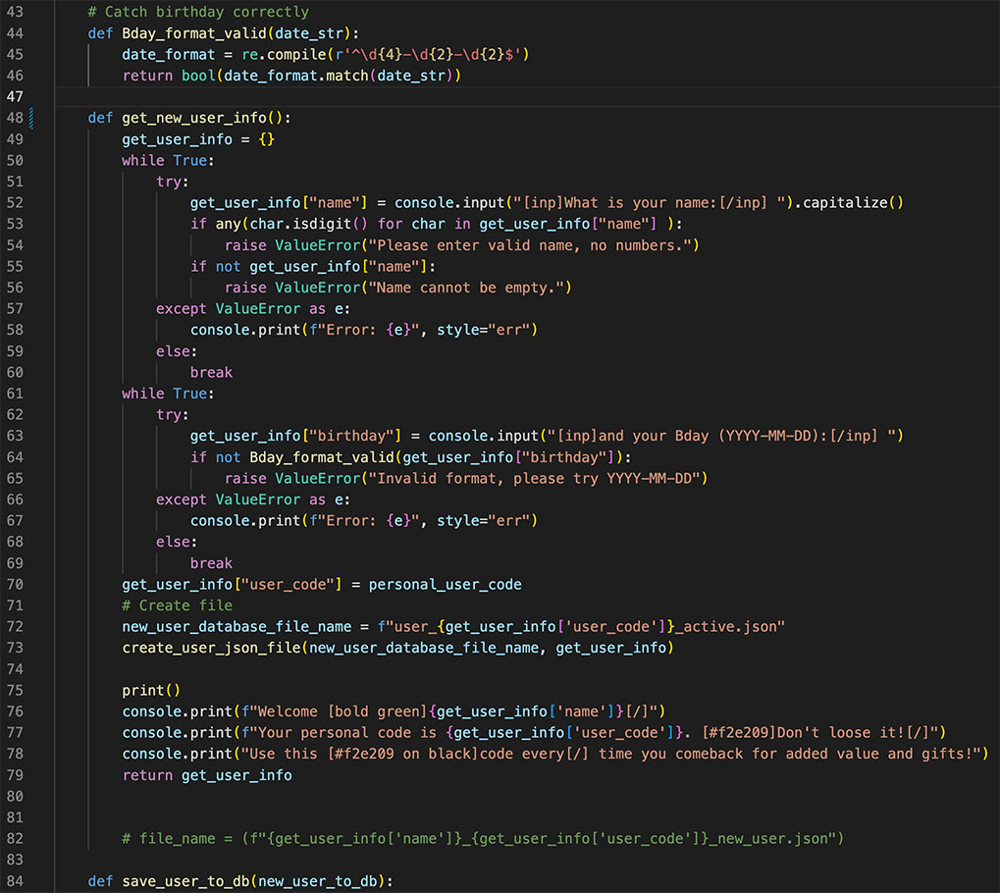 43 # Catch birthday correctly
44 def Bday_format_valid(date_str):
45 date_format = re.compile(r'^\d{4}-\d{2}-\d{2}$')
46 return bool(date_format.match(date_str))
47
48 def get_new_user_info():
49 get_user_info = {}
50 while True:
51 try:
52 get_user_info["name"] = console.input("[inp]What is your name:[/inp] ").capitalize()
53 if any(char.isdigit() for char in get_user_info["name"] ):
54 raise ValueError("Please enter valid name, no numbers.")
55 if not get_user_info["name"]:
56 raise ValueError("Name cannot be empty.")
57 except ValueError as e:
58 console.print(f"Error: {e}", style="err")
59 else:
60 break
61 while True:
62 try:
63 get_user_info["birthday"] = console.input("[inp]and your Bday (YYYY-MM-DD):[/inp] ")
64 if not Bday_format_valid(get_user_info["birthday"]):
65 raise ValueError("Invalid format, please try YYYY-MM-DD")
66 except ValueError as e:
67 console.print(f"Error: {e}", style="err")
68 else:
69 break
70 get_user_info["user_code"] = personal_user_code
71 # Create file
72 new_user_database_file_name = f"user_{get_user_info['user_code']}_active.json"
73 create_user_json_file(new_user_database_file_name, get_user_info)
74
75 print()
76 console.print(f"Welcome [bold green]{get_user_info['name']}[/]")
77 console.print(f"Your personal code is {get_user_info['user_code']}. [#f2e209]Don't loose it![/]")
78 console.print("Use this [#f2e209 on black]code every[/] time you comeback for added value and gifts!")
79 return get_user_info
80
81
82 # file_name = (f"{get_user_info['name']}_{get_user_info['user_code']}_new_user.json")
83
84 def save_user_to_db(new_user_to_db):